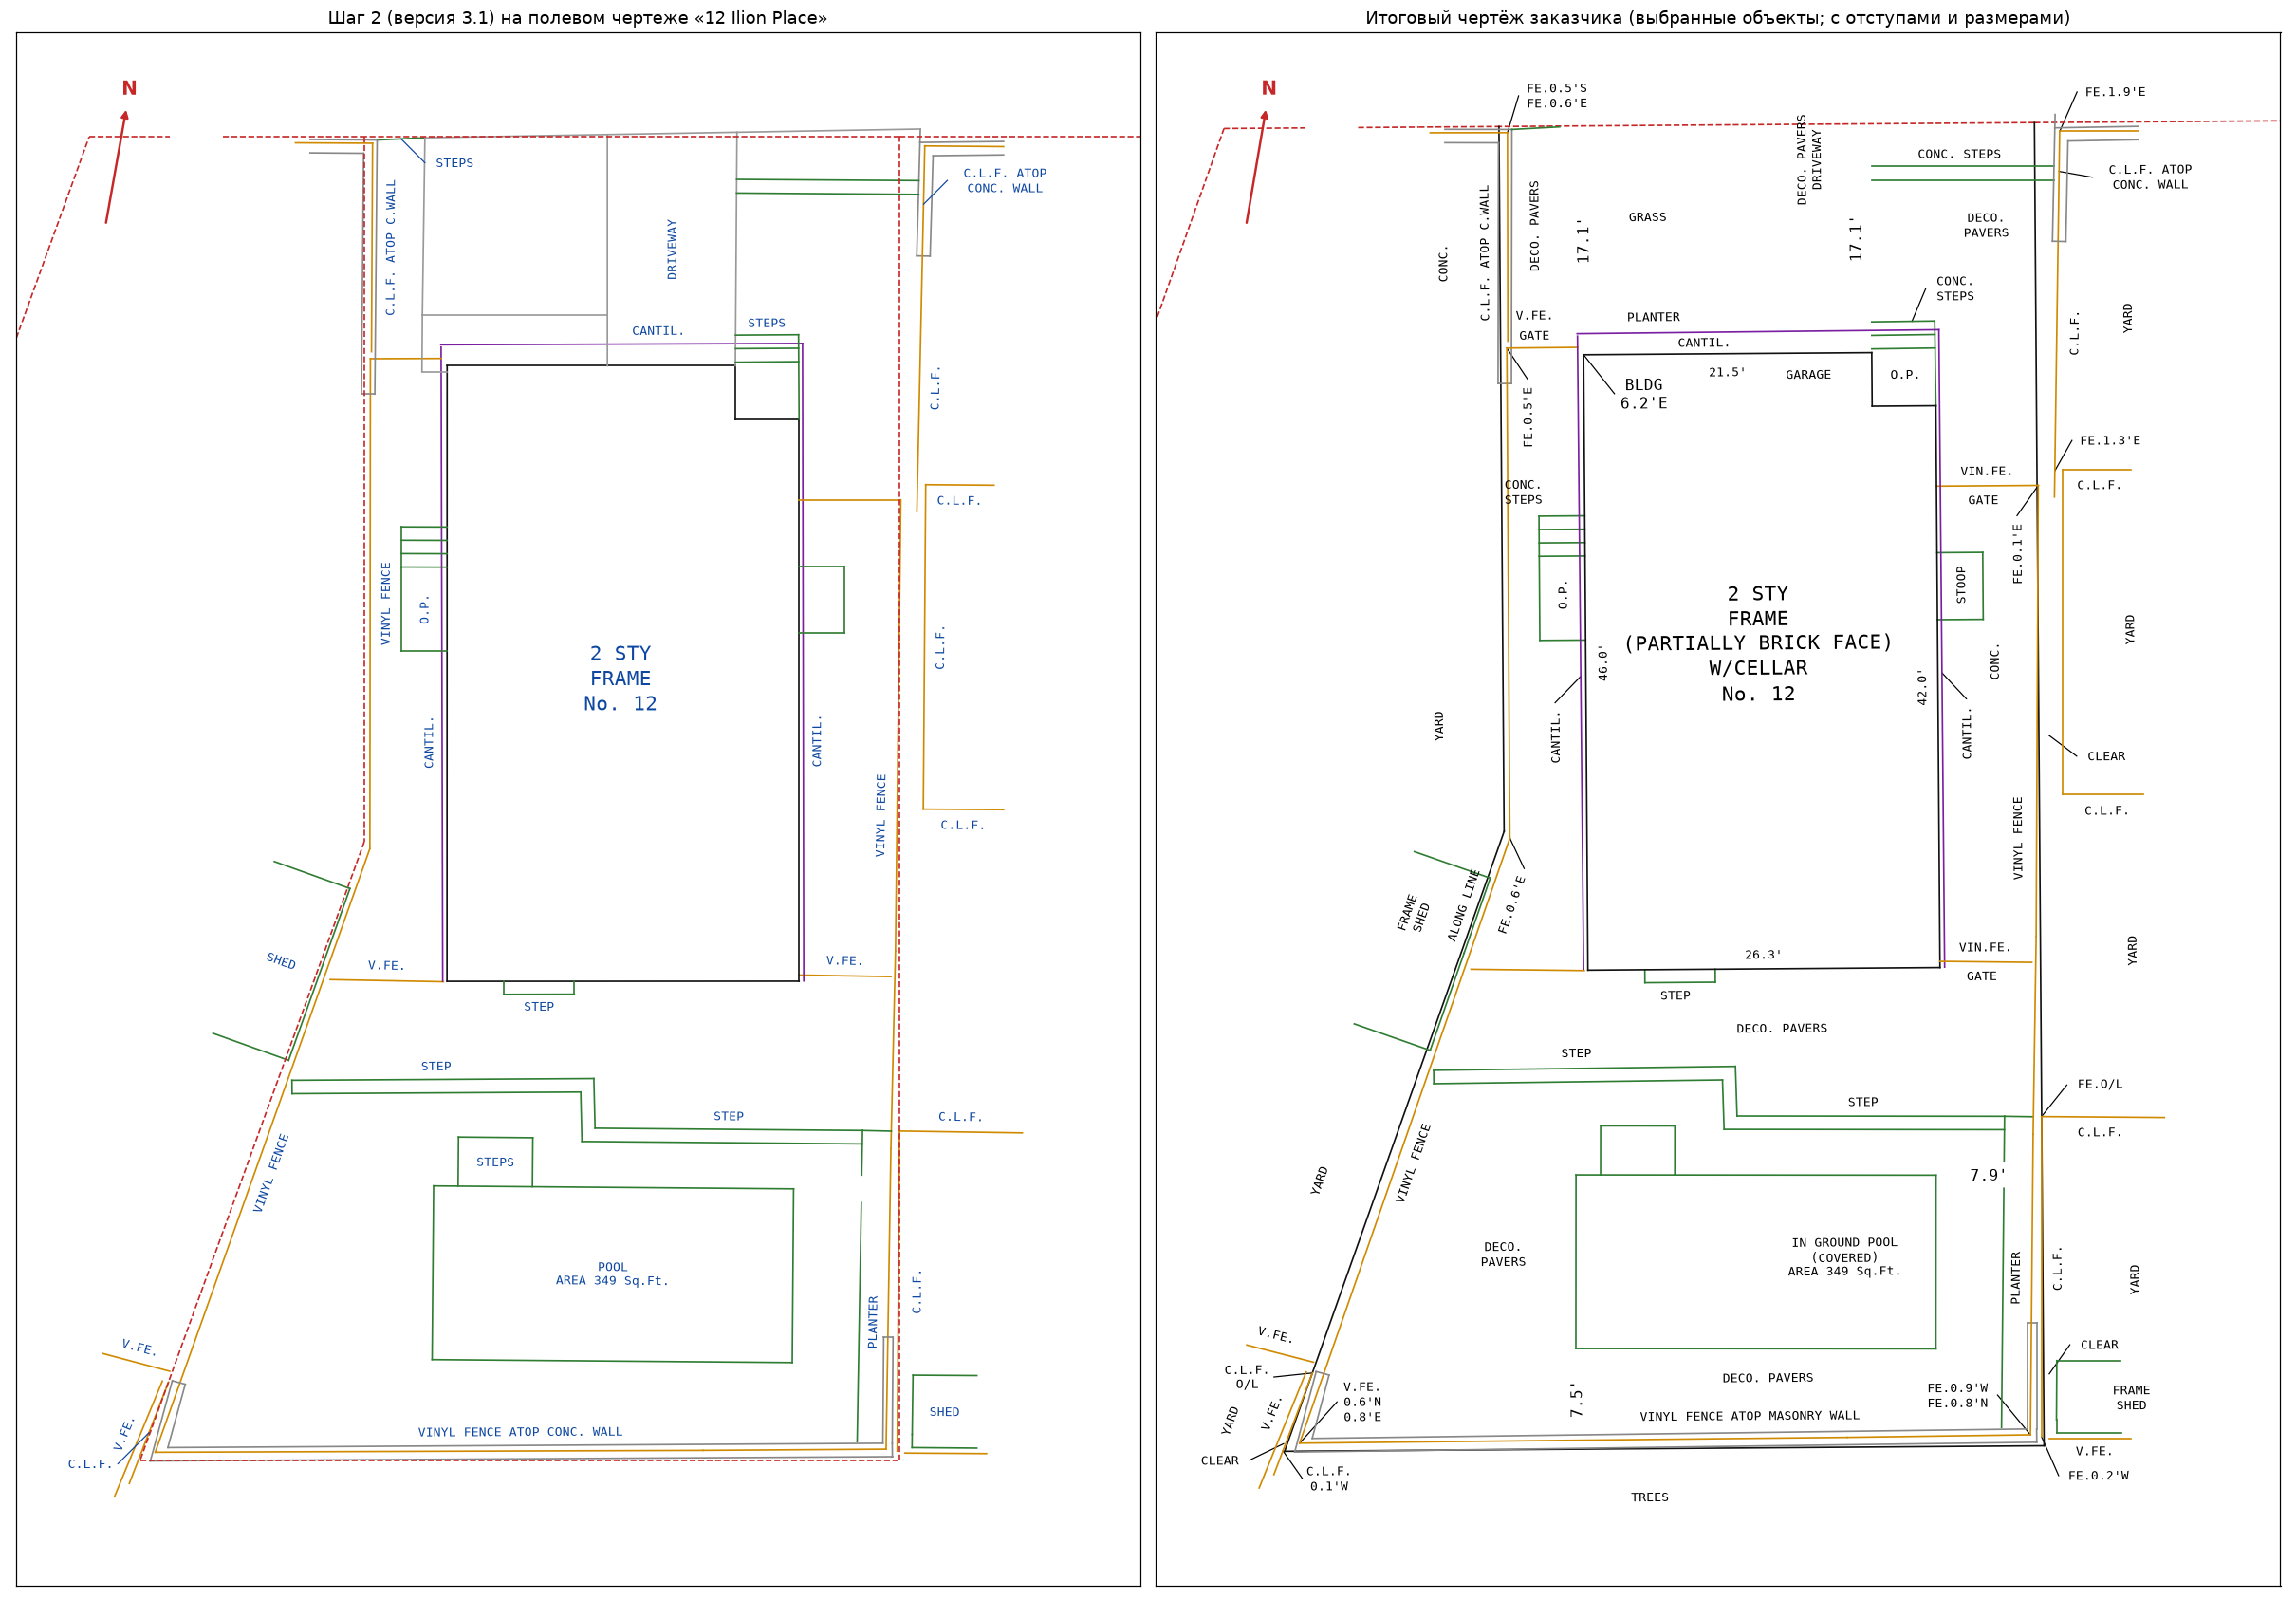 Шаг 2 (версия 3.1) на полевом чертеже «12 Ilion Place»
N
STEPS
C.L.F. ATOP C.WALL
C.L.F. ATOP
CONC. WALL
DRIVEWAY
CANTIL.
STEPS
C.L.F.
C.L.F.
VINYL FENCE
O.P.
C.L.F.
2 STY
FRAME
No. 12
CANTIL.
CANTIL.
VINYL FENCE
C.L.F.
SHED
V.FE.
V.FE.
STEP
STEP
STEP
C.L.F.
VINYL FENCE
STEPS
POOL
AREA 349 Sq.Ft.
PLANTER
C.L.F.
V.FE.
V.FE.
C.L.F.
VINYL FENCE ATOP CONC. WALL
SHED
Итоговый чертёж заказчика (выбранные объекты; с отступами и размерами)
N
FE.0.5'S
FE.0.6'E
FE.1.9'E
DECO. PAVERS
DRIVEWAY
CONC. STEPS
C.L.F. ATOP
CONC. WALL
CONC.
C.L.F. ATOP C.WALL
DECO. PAVERS
17.1'
GRASS
17.1'
DECO.
PAVERS
CONC.
STEPS
V.FE.
GATE
PLANTER
CANTIL.
C.L.F.
YARD
21.5'
GARAGE
O.P.
BLDG
6.2'E
FE.0.5'E
FE.1.3'E
VIN.FE.
GATE
C.L.F.
CONC.
STEPS
FE.0.1'E
O.P.
STOOP
2 STY
FRAME
(PARTIALLY BRICK FACE)
W/CELLAR
No. 12
46.0'
42.0'
CONC.
YARD
YARD
CANTIL.
CANTIL.
CLEAR
VINYL FENCE
C.L.F.
FRAME
SHED
ALONG LINE
FE.0.6'E
26.3'
VIN.FE.
GATE
YARD
STEP
DECO. PAVERS
STEP
STEP
FE.O/L
C.L.F.
YARD
VINYL FENCE
7.9'
DECO.
PAVERS
IN GROUND POOL
(COVERED)
AREA 349 Sq.Ft.
PLANTER
C.L.F.
YARD
V.FE.
C.L.F.
O/L
YARD
V.FE.
V.FE.
0.6'N
0.8'E
7.5'
DECO. PAVERS
VINYL FENCE ATOP MASONRY WALL
FE.0.9'W
FE.0.8'N
CLEAR
FRAME
SHED
CLEAR
C.L.F.
0.1'W
V.FE.
FE.0.2'W
TREES